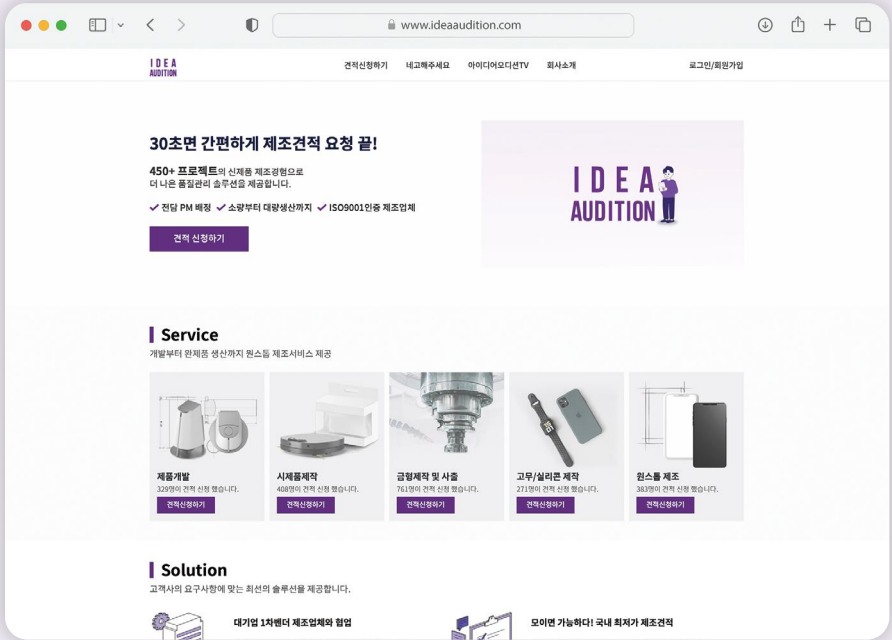 www.ideaaudition.com
IDEA
AUDITION
견적신청하기 네고해주세요 아이디어오디션TV 회사소개 로그인/회원가입
30초면 간편하게 제조견적 요청 끝!
450+ 프로젝트의 신제품 제조경험으로
더 나은 품질관리 솔루션을 제공합니다.
전담 PM 배정 소량부터 대량생산까지 ISO9001인증 제조업체
견적 신청하기
IDEA
AUDITION
Service
개발부터 완제품 생산까지 원스톱 제조서비스 제공
제품개발
329명이 견적 신청 했습니다.
견적신청하기
시제품제작
408명이 견적 신청 했습니다.
견적신청하기
금형제작 및 사출
761명이 견적 신청 했습니다.
견적신청하기
고무/실리콘 제작
271명이 견적 신청 했습니다.
견적신청하기
원스톱 제조
383명이 견적 신청 했습니다.
견적신청하기
Solution
고객사의 요구사항에 맞는 최선의 솔루션을 제공합니다.
대기업 1차벤더 제조업체와 협업
모이면 가능하다! 국내 최저가 제조견적